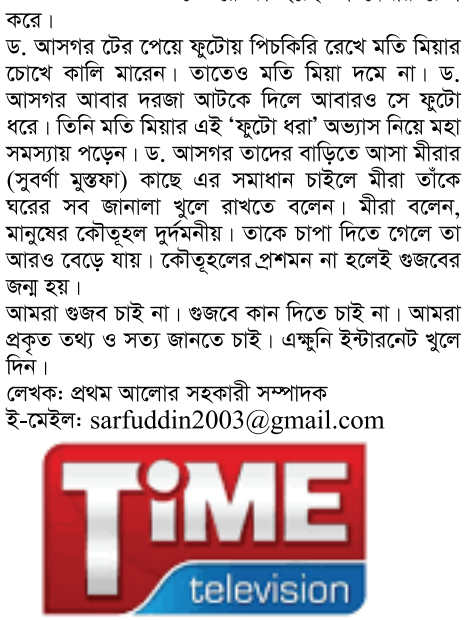 করে।
ড. আসগর টের পেয়ে ফুটোয় পিচকিরি রেখে মতি মিয়ার
চোখে কালি মারেন। তাতেও মতি মিয়া দমে না। ড.
আসগর আবার দরজা আটকে দিলে আবারও সে ফুটো
ধরে। তিনি মতি মিয়ার এই ‘ফুটো ধরা’ অভ্যাস নিয়ে মহা
সমস্যায় পড়েন। ড. আসগর তাদের বাড়িতে আসা মীরার
(সুবর্ণা মুস্তফা) কাছে এর সমাধান চাইলে মীরা তাঁকে
ঘরের সব জানালা খুলে রাখতে বলেন। মীরা বলেন,
মানুষের কৌতূহল দুর্দমনীয়। তাকে চাপা দিতে গেলে তা
আরও বেড়ে যায়। কৌতূহলের প্রশমন না হলেই গুজবের
জন্ম হয়।
আমরা গুজব চাই না। গুজবে কান দিতে চাই না। আমরা
প্রকৃত তথ্য ও সত্য জানতে চাই। এক্ষুনি ইন্টারনেট খুলে
দিন।
লেখক: প্রথম আলোর সহকারী সম্পাদক
ই-মেইল: sarfuddin2003@gmail.com
TiME
television